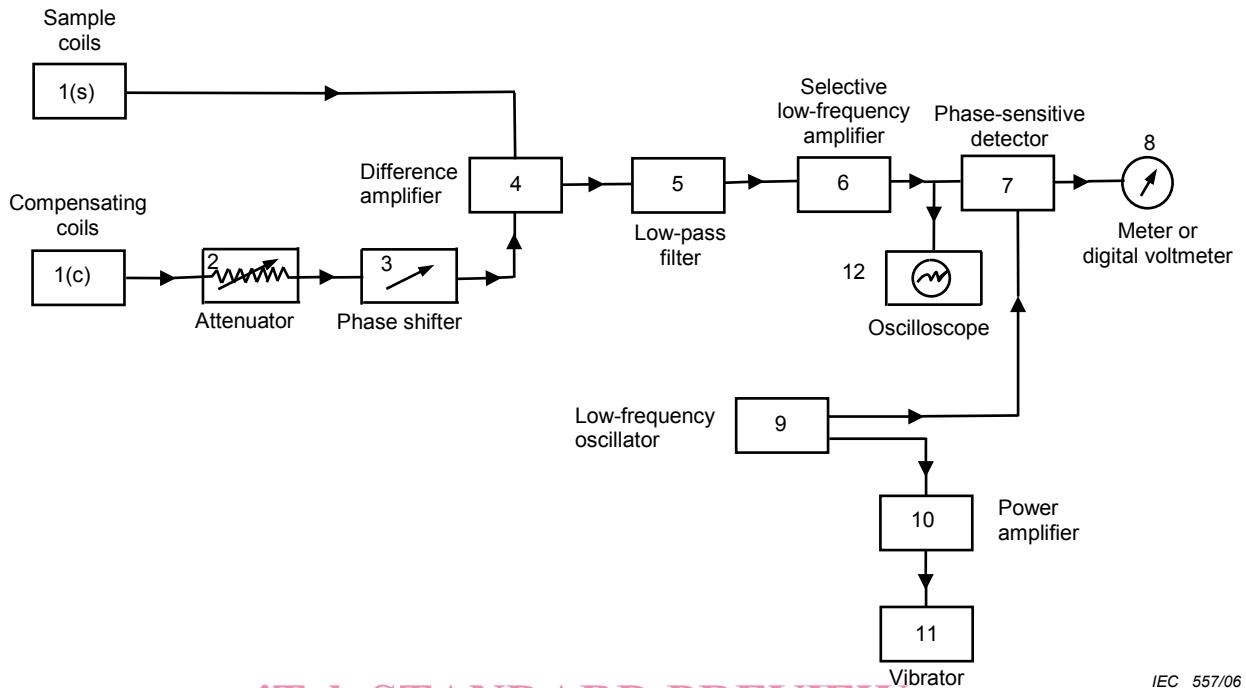 Sample
coils
1(s)
Compensating
coils
1(c)
2
Attenuator
3
Phase shifter
Difference
amplifier
4
5
Low-pass
filter
Selective
low-frequency
amplifier
6
Phase-sensitive
detector
7
8
Meter or
digital voltmeter
12
Oscilloscope
Low-frequency
oscillator
9
10
Power
amplifier
11
Vibrator
IEC 557/06